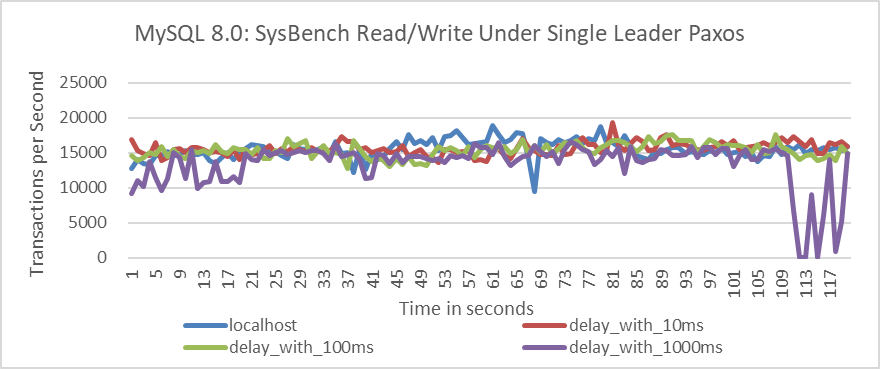 MySQL 8.0: SysBench Read/Write Under Single Leader Paxos
Transactions per Second
25000
20000
15000
10000
5000
0
1 5 9 13 17 21 25 29 33 37 41 45 49 53 57 61 65 69 73 77 81 85 89 93 97 101 105 109 113 117
Time in seconds
localhost delay_with_10ms
delay_with_100ms delay_with_1000ms